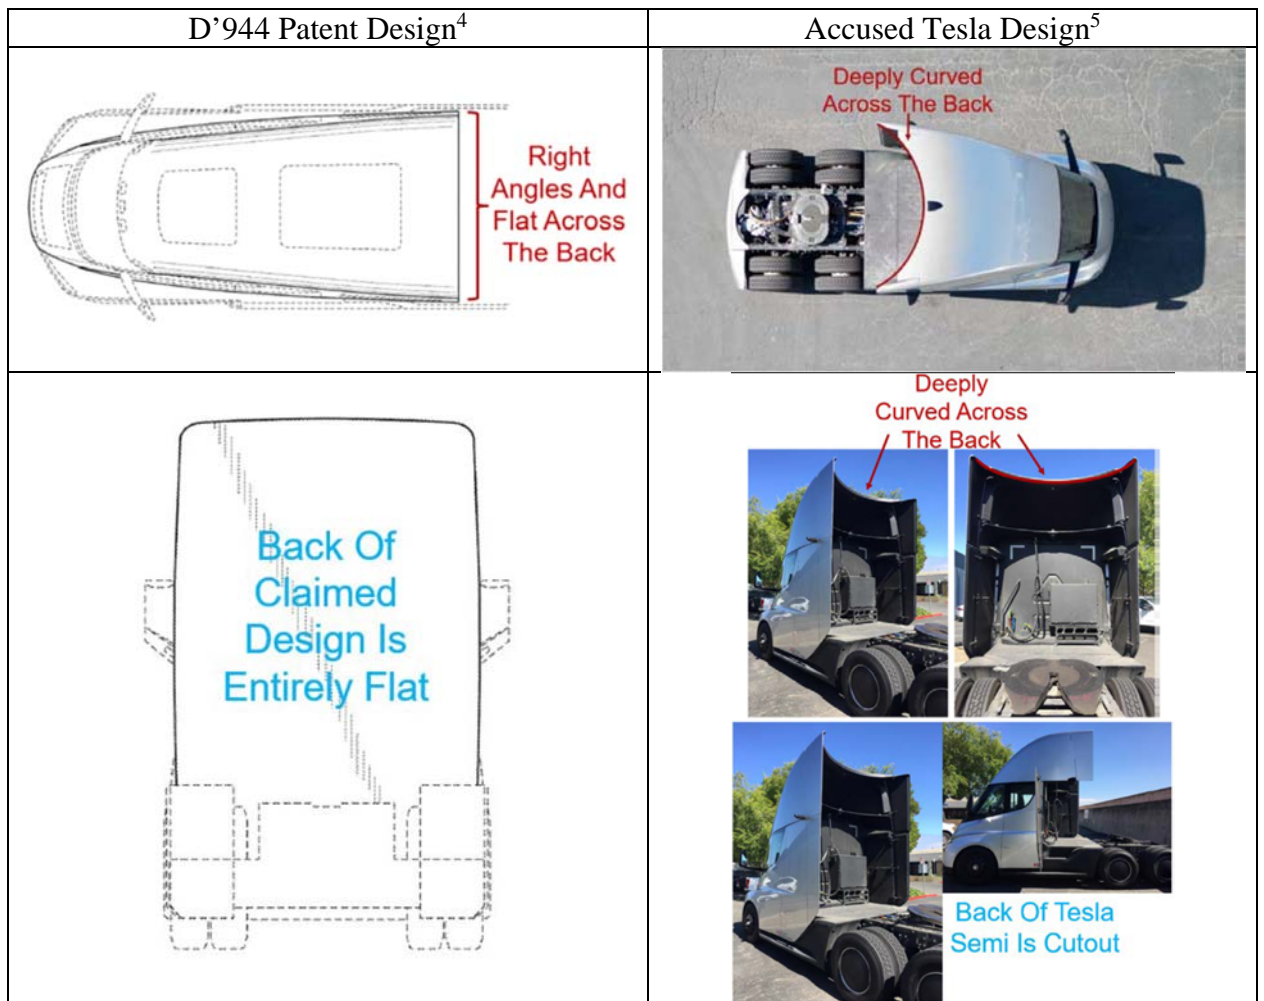 D’944 Patent Design4
Accused Tesla Design5
Right
Angles And
Flat Across
The Back
Deeply Curved
Across The Back
Back Of
Claimed
Design Is
Entirely Flat
Deeply
Curved Across
The Back
Back Of Tesla
Semi Is Cutout